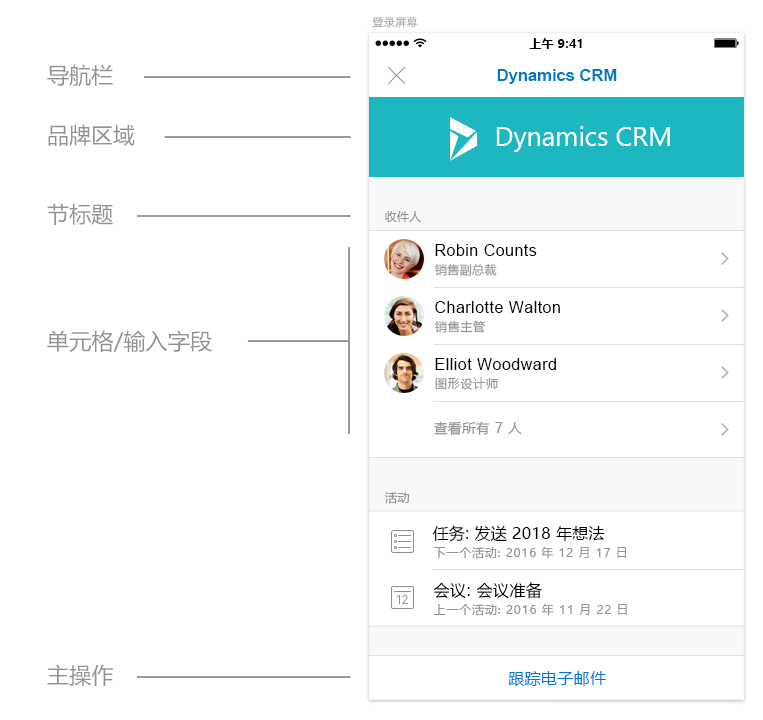 登录屏幕
上午 9:41
导航栏
Dynamics CRM
品牌区域
Dynamics CRM
节标题
收件人
Robin Counts
销售副总裁
Charlotte Walton
销售主管
单元格/输入字段
Elliot Woodward
图形设计师
查看所有 7 人
活动
任务: 发送 2018 年想法
下一个活动: 2016 年 12 月 17 日
12
会议: 会议准备
上一个活动: 2016 年 11 月 22 日
主操作
跟踪电子邮件